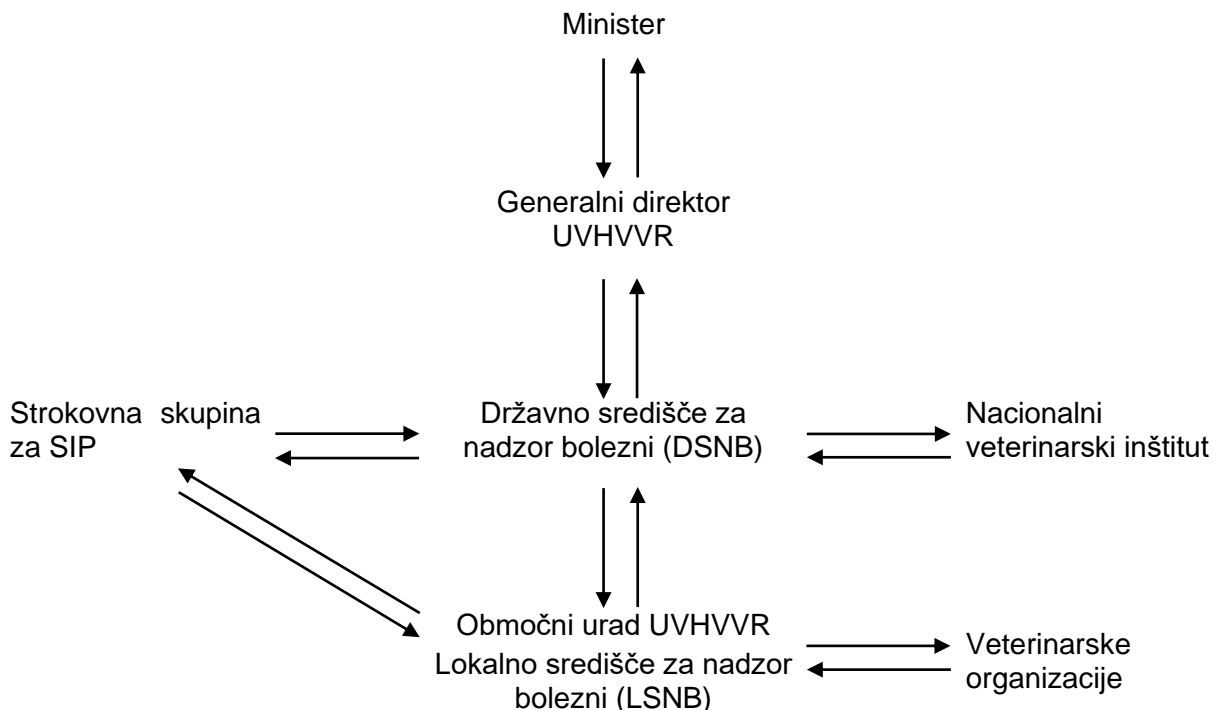 Minister
Generalni direktor
UVHVVR
Strokovna skupina
za SIP
Državno središče za
nadzor bolezni (DSNB)
Nacionalni
veterinarski inštitut
Območni urad UVHVVR
Lokalno središče za nadzor
bolezni (LSNB)
Veterinarske
organizacije